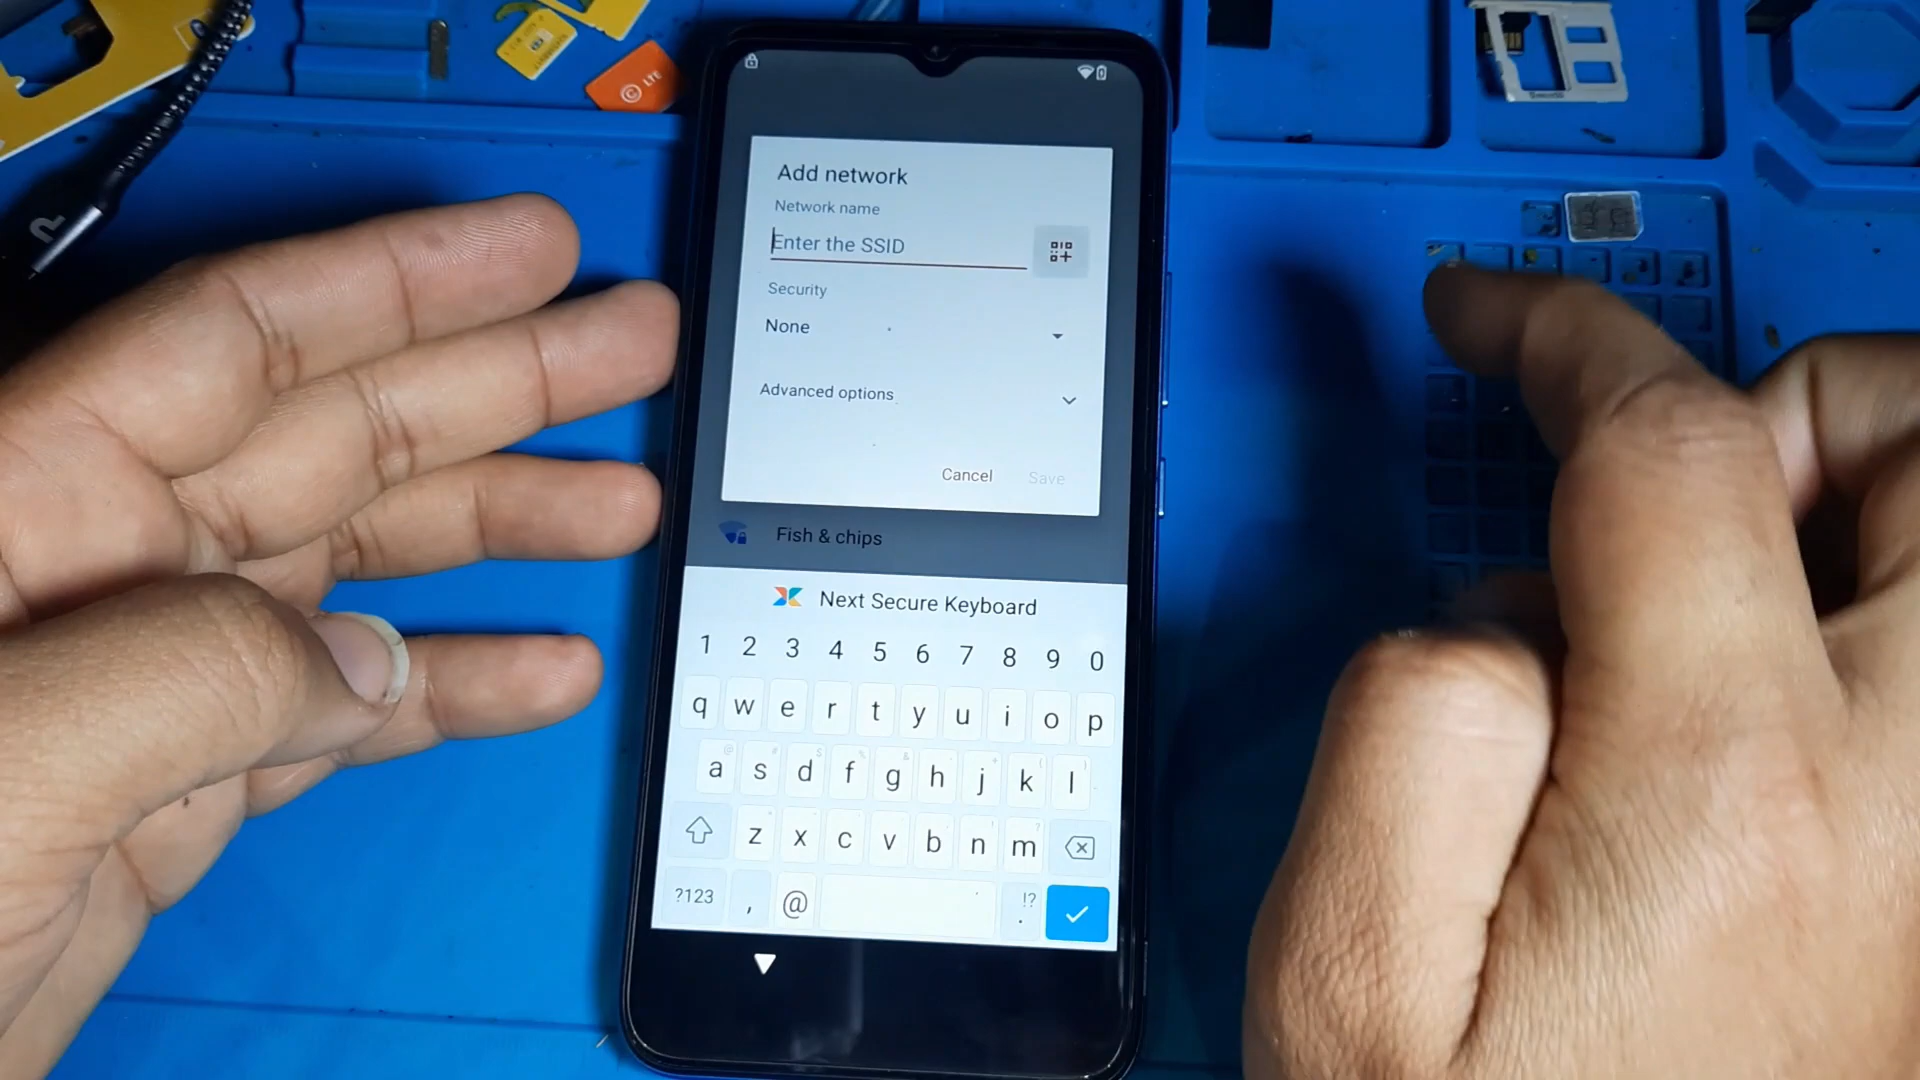 LTE
Add network
Network name
Enter the SSID
Security
None
Advanced options
Cancel Save
Fish & chips
Next Secure Keyboard
1 2 3 4 5 6 7 8 9 0
q w e r t y u i o p
a s d f g h j k l
z x c v b n m
?123 , @ . !?